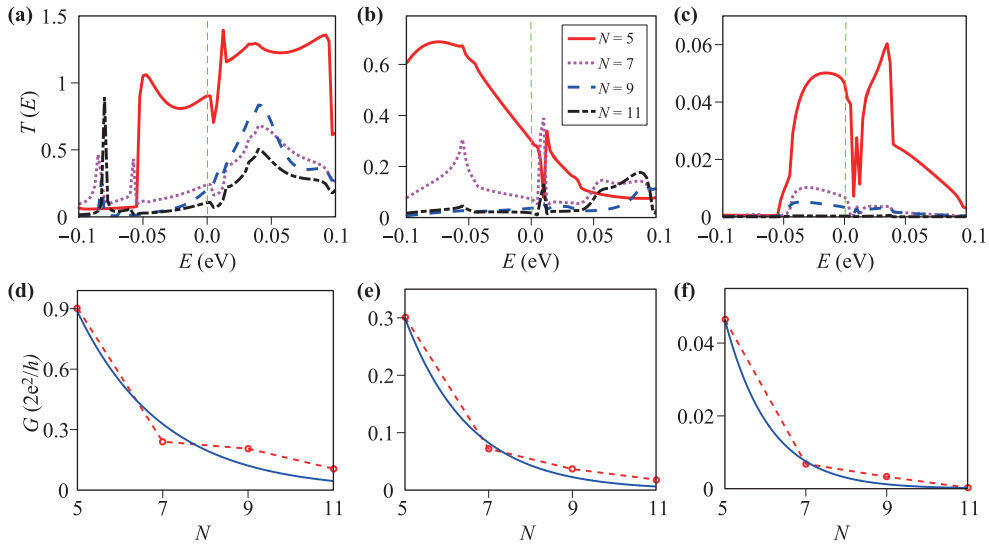 (a)
1.5
1
0.5
0
T (E)
−0.1
−0.05
0.0
0.05
0.1
E (eV)
(b)
0.6
0.4
0.2
0
−0.1
−0.05
0.0
0.05
0.1
E (eV)
N = 5
N = 7
N = 9
N = 11
(c)
0.06
0.04
0.02
0
−0.1
−0.05
0.0
0.05
0.1
E (eV)
(d)
0.9
0.6
0.3
0
G (2e²/h)
5
7
9
11
N
(e)
0.3
0.2
0.1
0
5
7
9
11
N
(f)
0.04
0.02
0
5
7
9
11
N